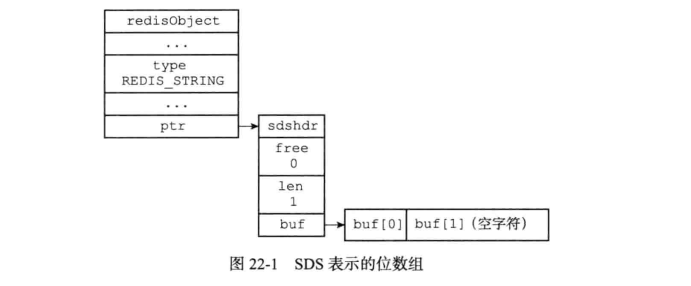 redisObject
...
type
REDIS_STRING
...
ptr
sdshdr
free
0
len
1
buf
buf[0]
buf[1](空字符)
图 22-1 SDS 表示的位数组